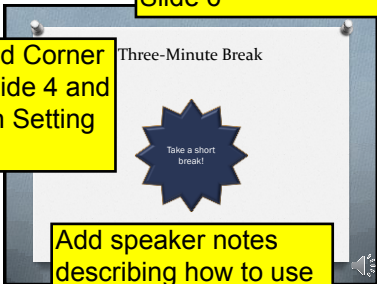 Slide 6
d Corner
ide 4 and
n Setting
Three-Minute Break
Take a short
break!
Add speaker notes
describing how to use